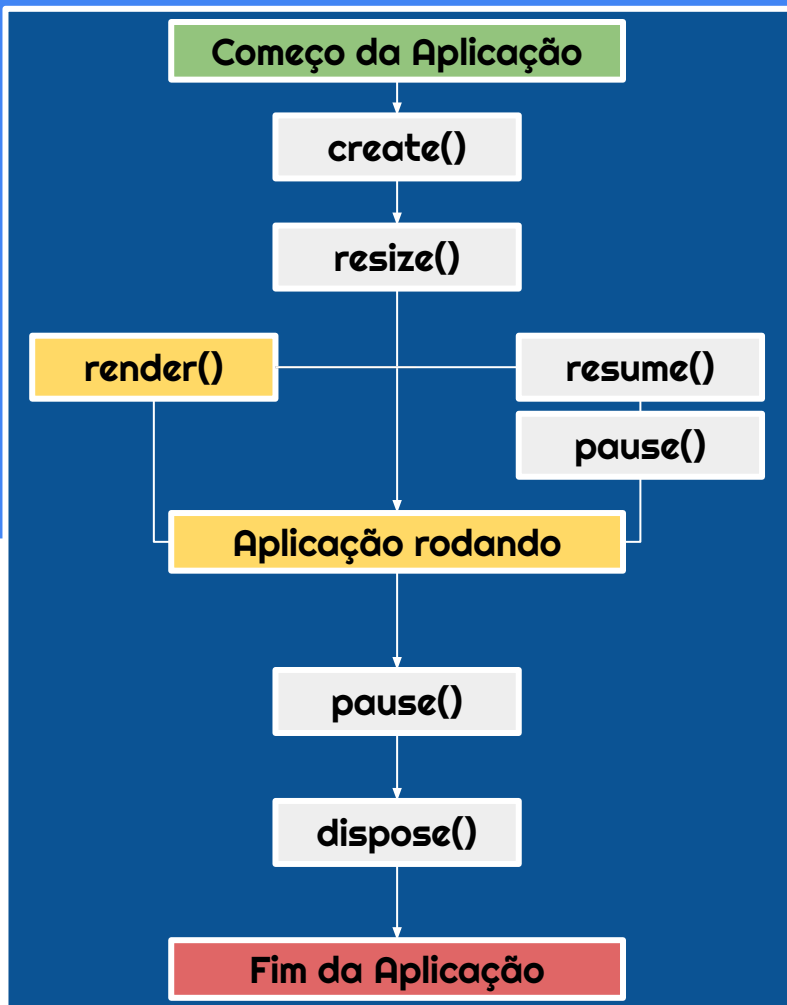 Começo da Aplicação
create()
resize()
render()
resume()
pause()
Aplicação rodando
pause()
dispose()
Fim da Aplicação